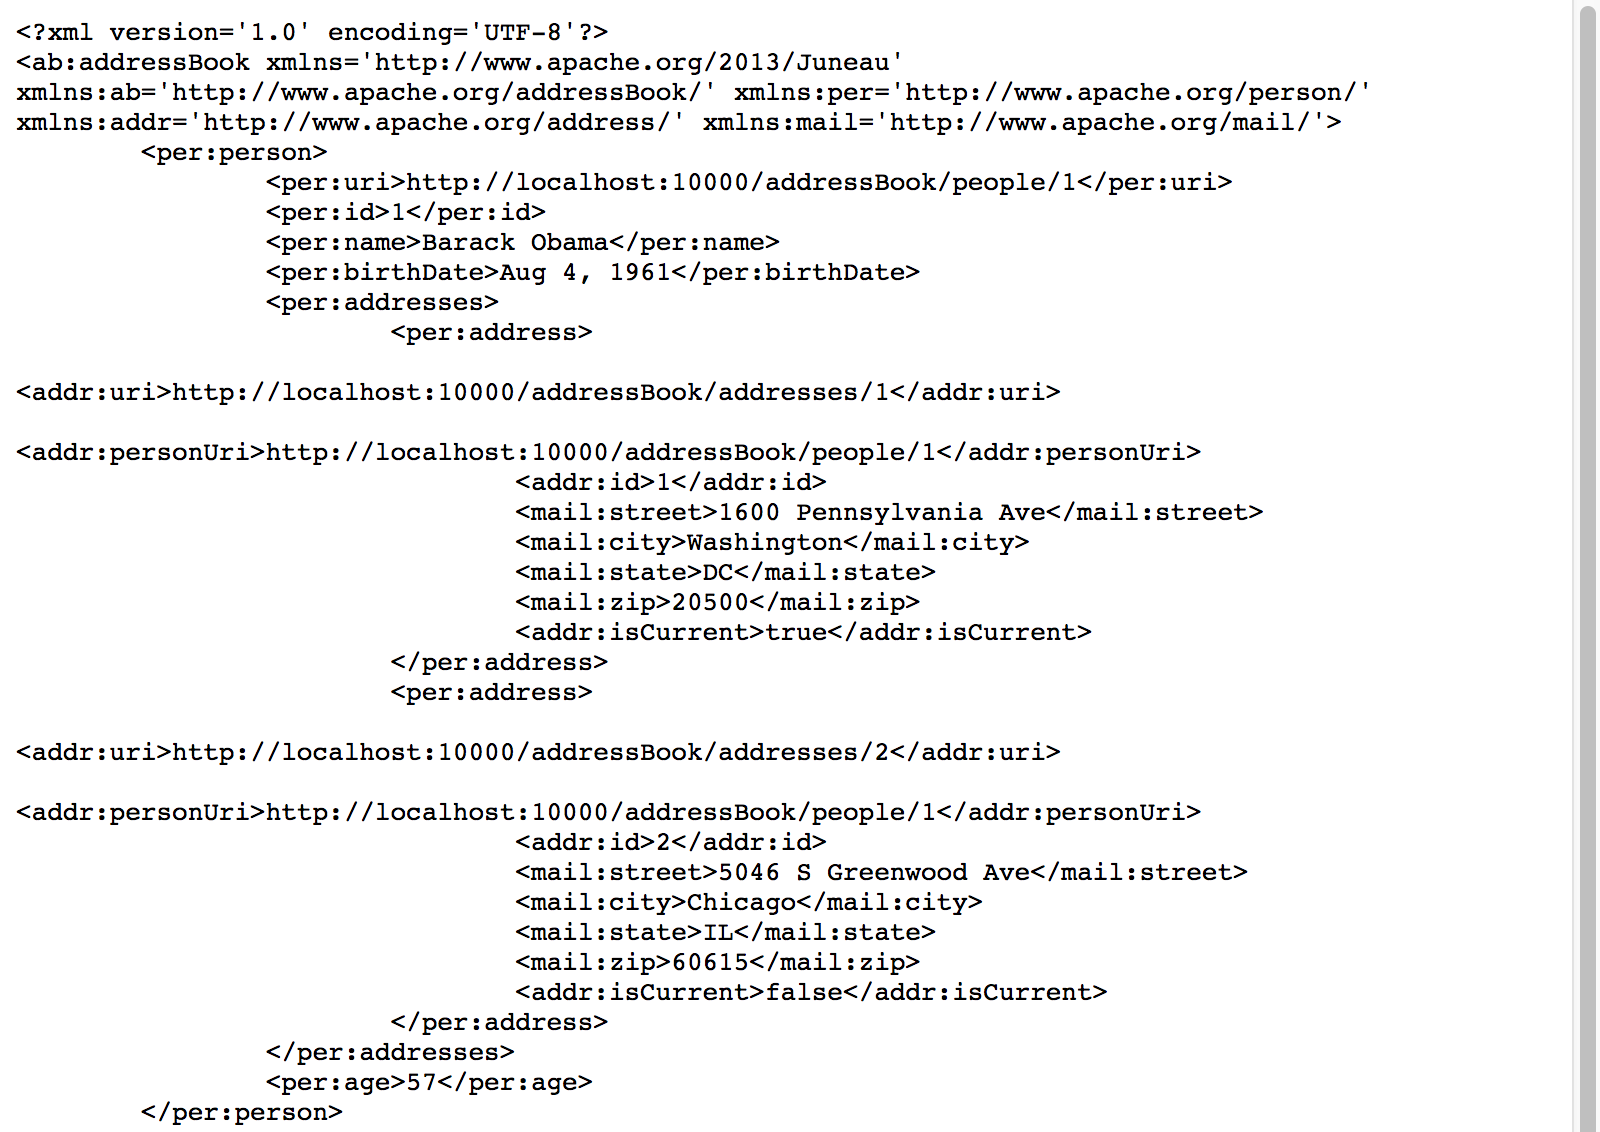 <?xml version='1.0' encoding='UTF-8'?>
<ab:addressBook xmlns='http://www.apache.org/2013/Juneau'
xmlns:ab='http://www.apache.org/addressBook/' xmlns:per='http://www.apache.org/person/'
xmlns:addr='http://www.apache.org/address/' xmlns:mail='http://www.apache.org/mail/'>
<per:person>
<per:uri>http://localhost:10000/addressBook/people/1</per:uri>
<per:id>1</per:id>
<per:name>Barack Obama</per:name>
<per:birthDate>Aug 4, 1961</per:birthDate>
<per:addresses>
<per:address>
<addr:uri>http://localhost:10000/addressBook/addresses/1</addr:uri>
<addr:personUri>http://localhost:10000/addressBook/people/1</addr:personUri>
<addr:id>1</addr:id>
<mail:street>1600 Pennsylvania Ave</mail:street>
<mail:city>Washington</mail:city>
<mail:state>DC</mail:state>
<mail:zip>20500</mail:zip>
<addr:isCurrent>true</addr:isCurrent>
</per:address>
<per:address>
<addr:uri>http://localhost:10000/addressBook/addresses/2</addr:uri>
<addr:personUri>http://localhost:10000/addressBook/people/1</addr:personUri>
<addr:id>2</addr:id>
<mail:street>5046 S Greenwood Ave</mail:street>
<mail:city>Chicago</mail:city>
<mail:state>IL</mail:state>
<mail:zip>60615</mail:zip>
<addr:isCurrent>false</addr:isCurrent>
</per:address>
</per:addresses>
<per:age>57</per:age>
</per:person>